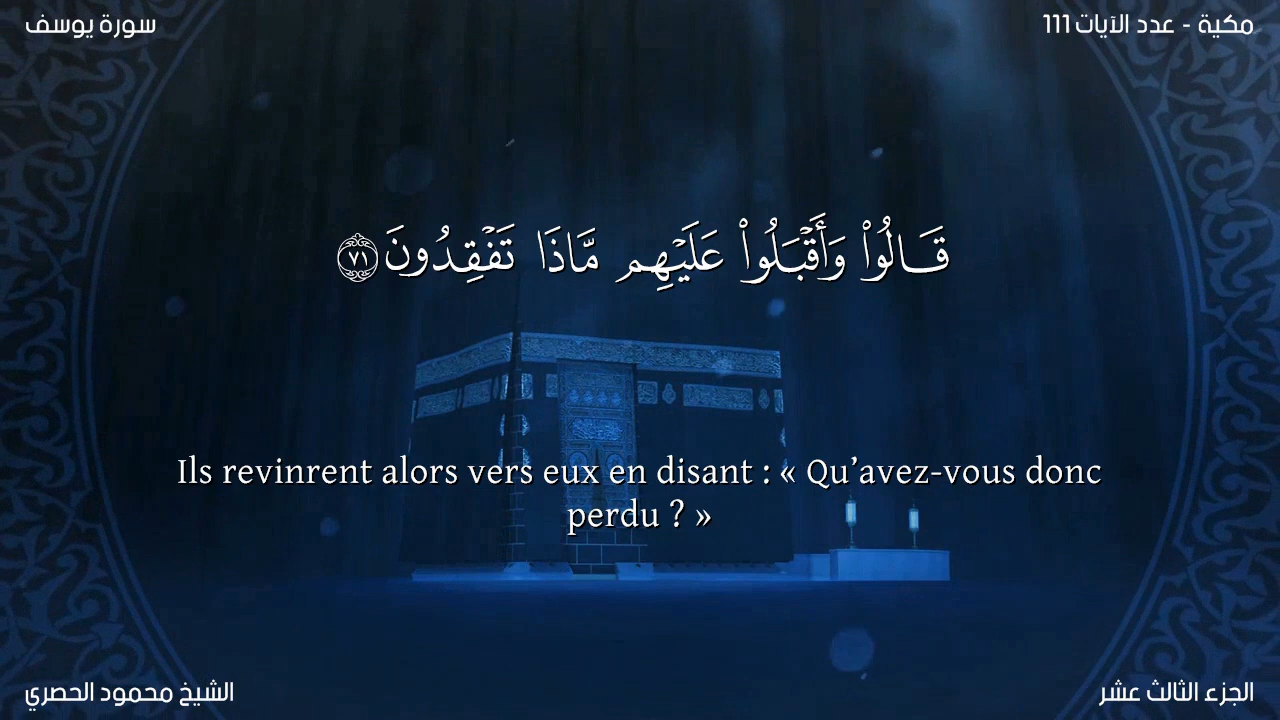 سورة يوسف
مكية - عدد الآيات 111
قَالُوا۟ وَأَقْبَلُوا۟ عَلَيْهِم مَّاذَا تَفْقِدُونَ ٧١
Ils revinrent alors vers eux en disant : « Qu’avez-vous donc
perdu ? »
الشيخ محمود الحصري
الجزء الثالث عشر